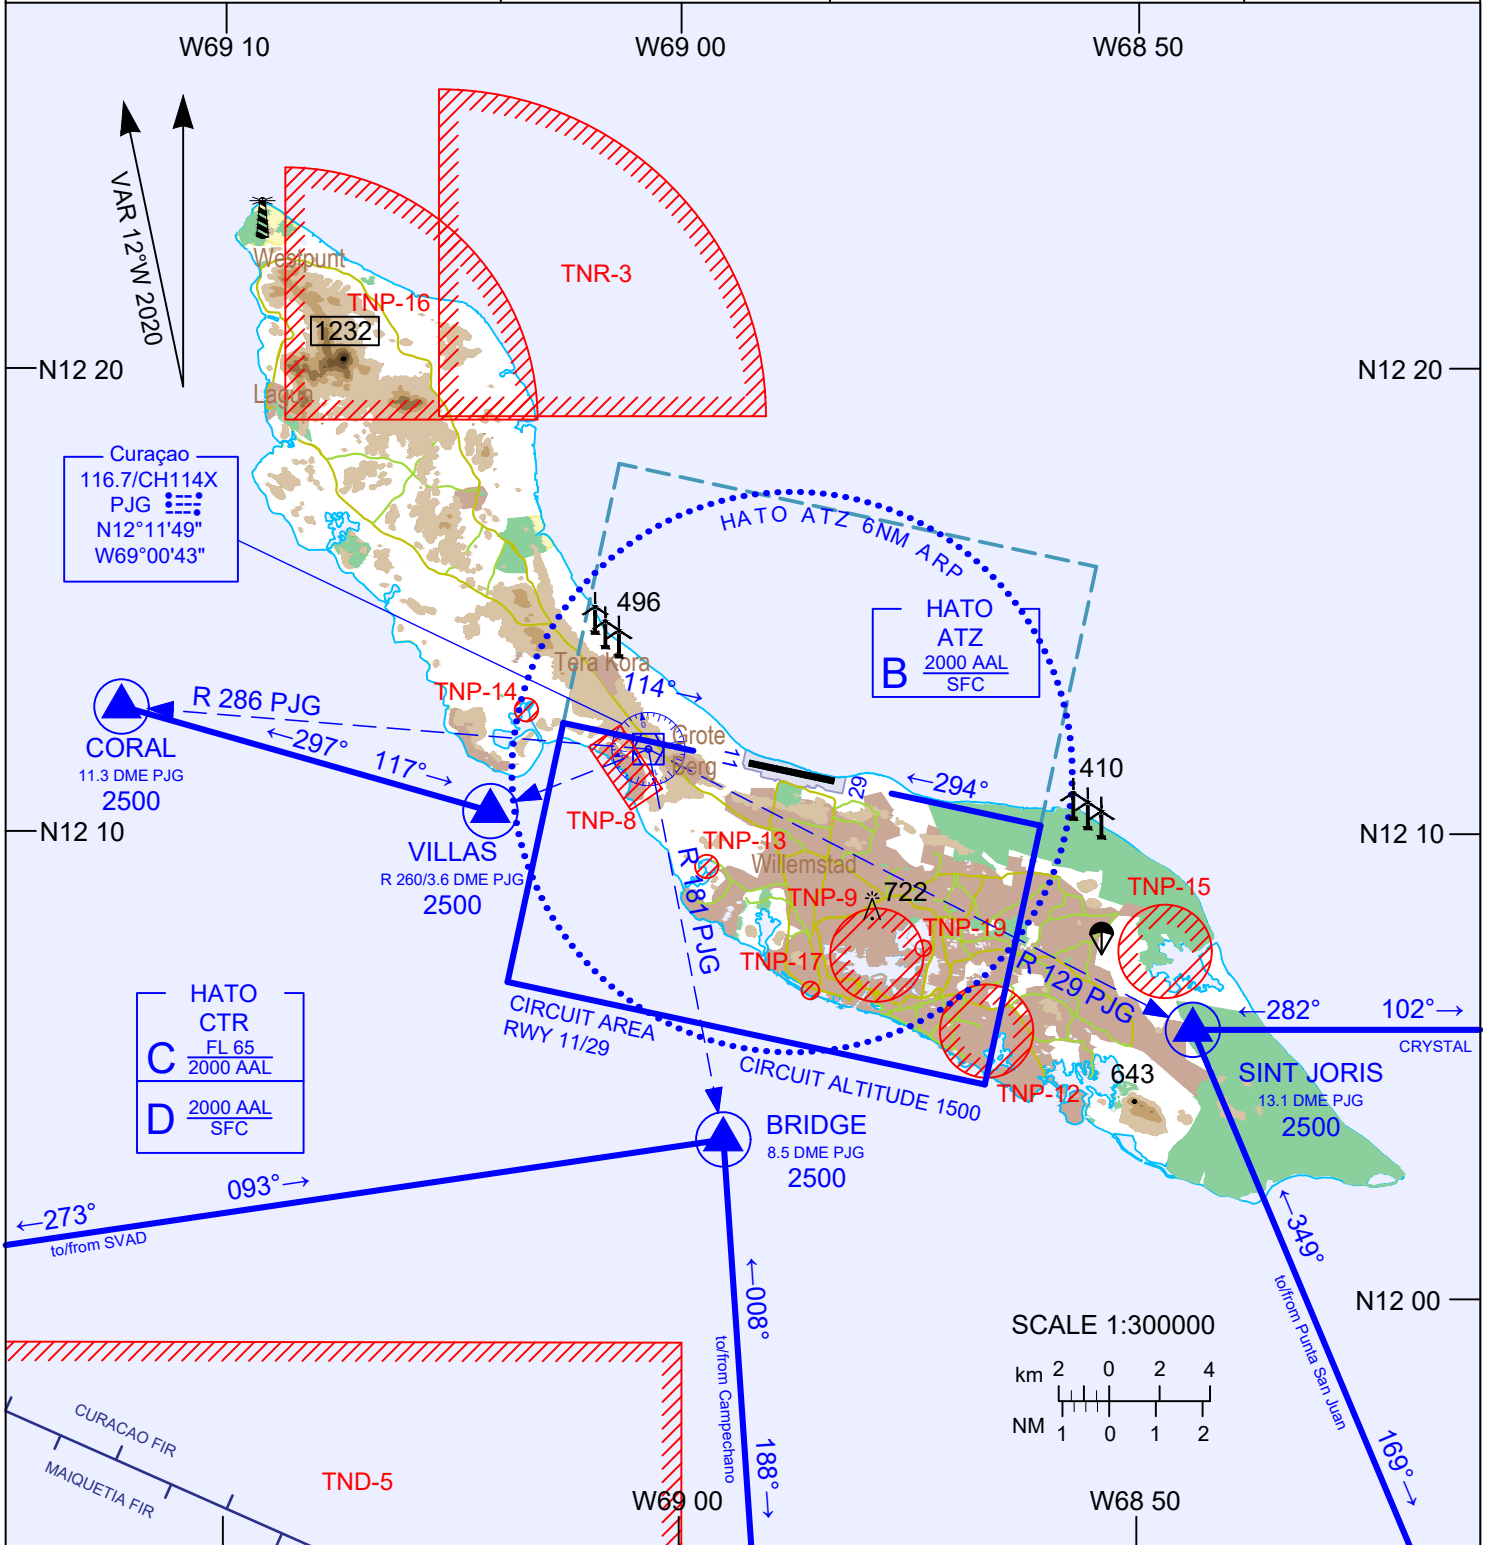 W69 10
W69 00
W68 50
VAR 12°W 2020
Westpunt
TNP-16
TNR-3
1232
N12 20
N12 20
Lagun
Curaçao
116.7/CH114X
PJG
N12°11'49"
W69°00'43"
HATO ATZ 6NM ARP
496
HATO
ATZ
B
2000 AAL
SFC
Tera Kora
TNP-14
114°→
R 286 PJG
←297°
117°→
CORAL
11.3 DME PJG
2500
Grote
Berg
11
29
←294°
410
TNP-8
N12 10
N12 10
VILLAS
R 260/3.6 DME PJG
2500
TNP-13
Willemstad
R 181 PJG
TNP-9
722
TNP-15
TNP-19
TNP-17
R 129 PJG
HATO
CTR
C
FL 65
2000 AAL
D
2000 AAL
SFC
CIRCUIT AREA
RWY 11/29
CIRCUIT ALTITUDE 1500
TNP-12
643
←282°
102°→
CRYSTAL
SINT JORIS
13.1 DME PJG
2500
BRIDGE
8.5 DME PJG
2500
093°→
←273°
to/from SVAD
←008°
to/from Campechano
188°→
←349°
to/from Punta San Juan
169°→
N12 00
SCALE 1:300000
km 2 0 2 4
NM 1 0 1 2
CURACAO FIR
MAIQUETIA FIR
TND-5
W69 00
W68 50